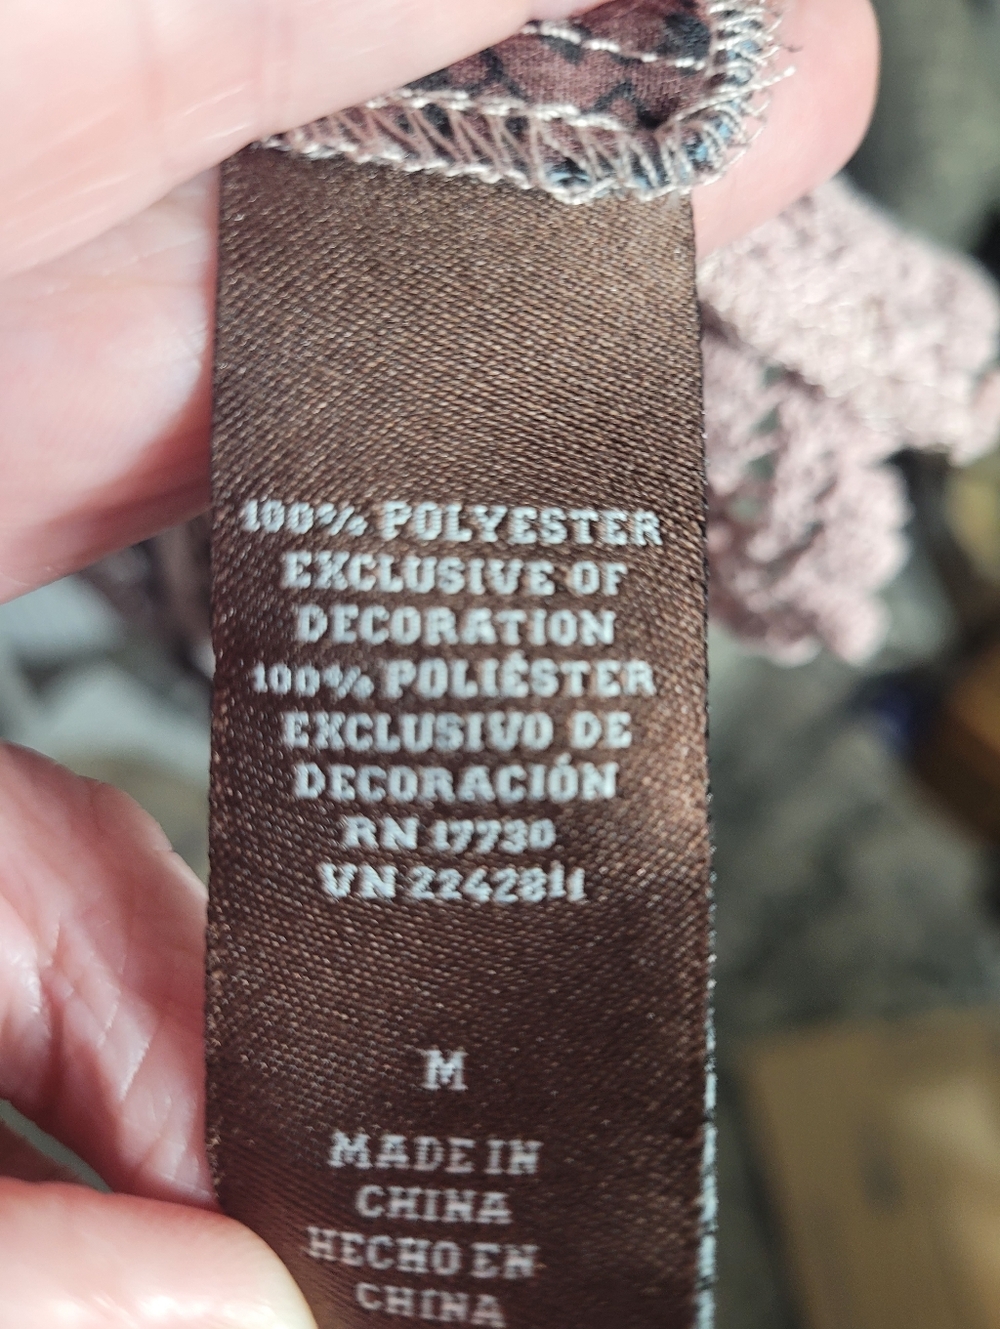 100% POLYESTER
EXCLUSIVE OF
DECORATION
100% POLIÉSTER
EXCLUSIVO DE
DECORACIÓN
RN 17730
VN 2242811
M
MADE IN
CHINA
HECHO EN
CHINA